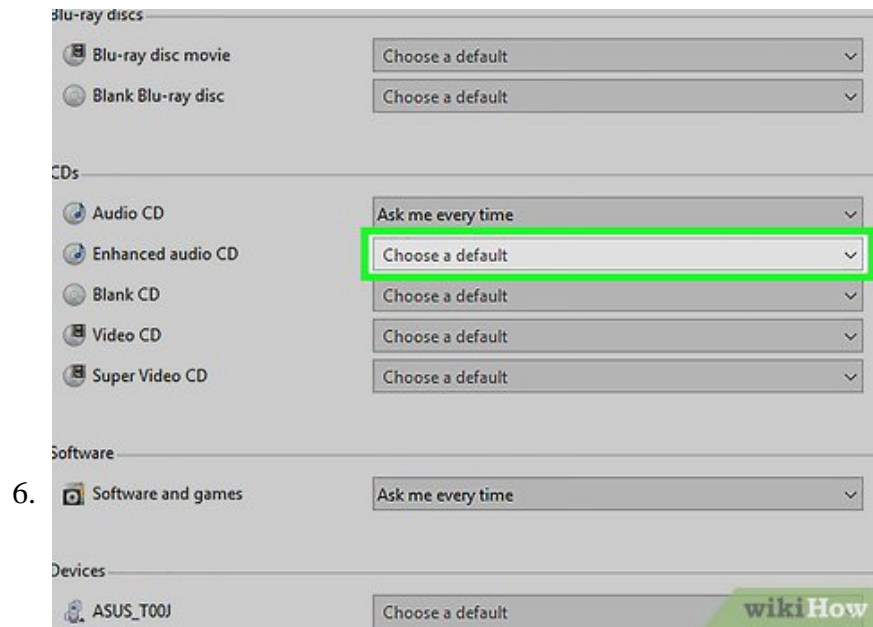 Blu-ray discs
Blu-ray disc movie Choose a default
Blank Blu-ray disc Choose a default
CDs
Audio CD Ask me every time
Enhanced audio CD Choose a default
Blank CD Choose a default
Video CD Choose a default
Super Video CD Choose a default
Software
6. Software and games Ask me every time
Devices
ASUS_T00J Choose a default
wikiHow